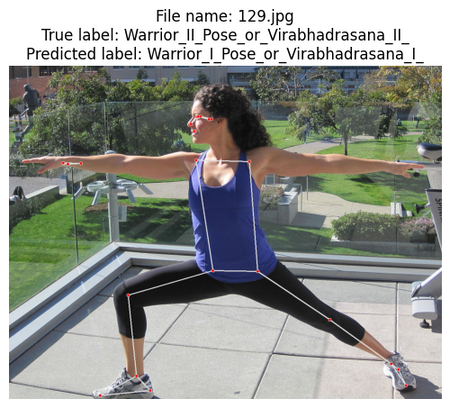 File name: 129.jpg
True label: Warrior_II_Pose_or_Virabhadrasana_II_
Predicted label: Warrior_I_Pose_or_Virabhadrasana_I_